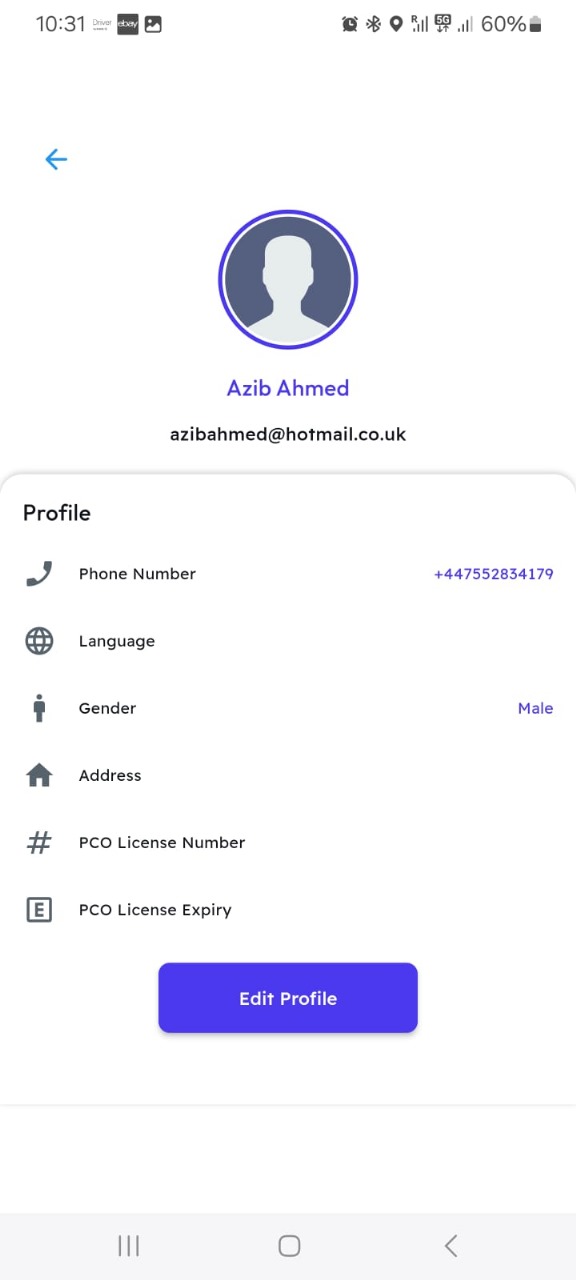 10:31 Driver ebay R 5G 60%
Azib Ahmed
azibahmed@hotmail.co.uk
Profile
Phone Number +447552834179
Language
Gender Male
Address
# PCO License Number
E PCO License Expiry
Edit Profile